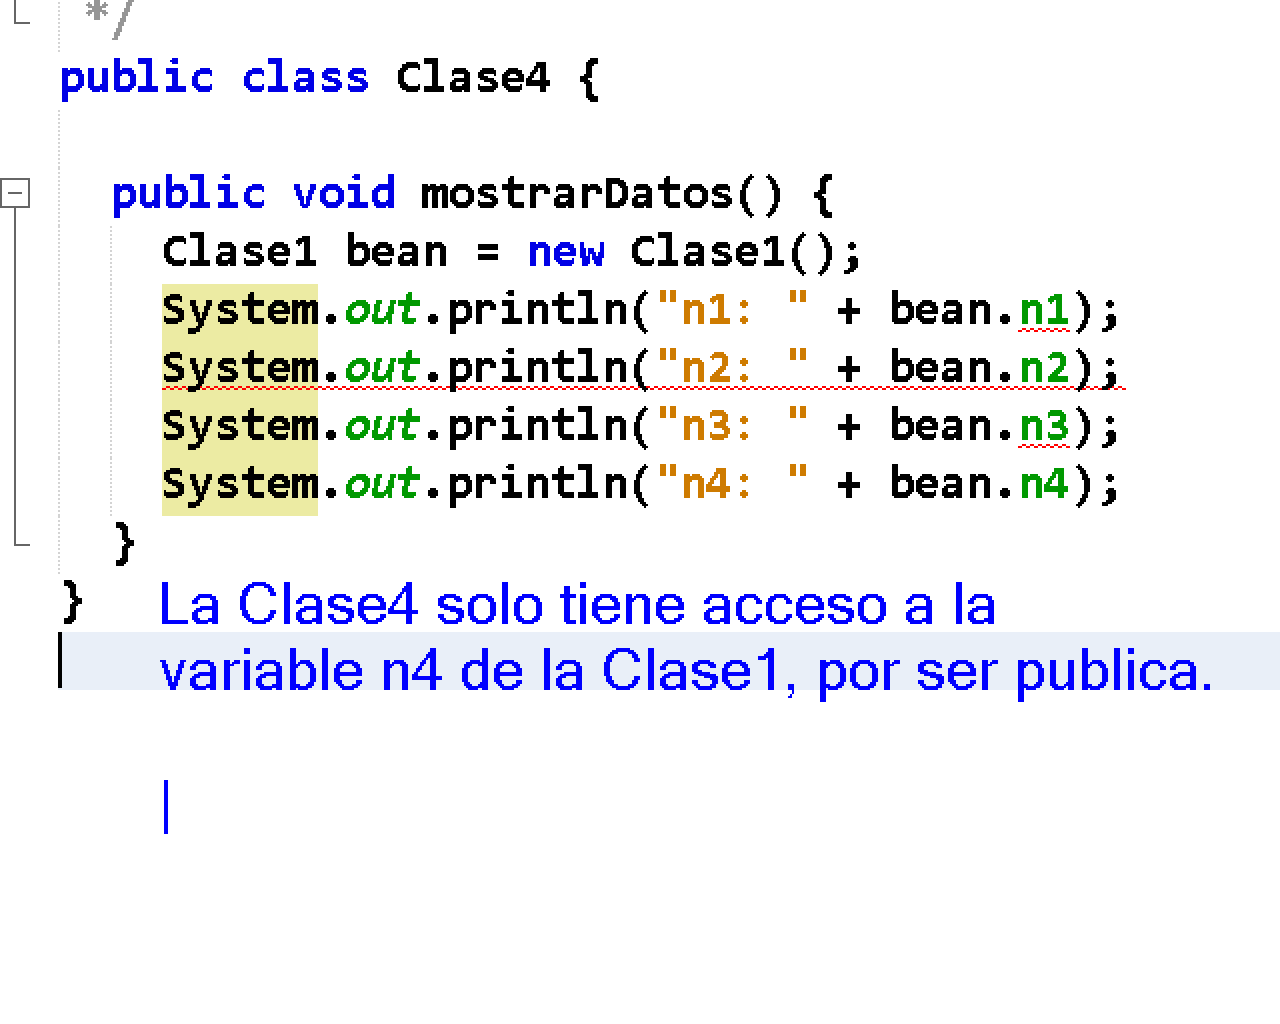 */
public class Clase4 {
public void mostrarDatos() {
Clase1 bean = new Clase1();
System.out.println("n1: " + bean.n1);
System.out.println("n2: " + bean.n2);
System.out.println("n3: " + bean.n3);
System.out.println("n4: " + bean.n4);
}
}
La Clase4 solo tiene acceso a la
variable n4 de la Clase1, por ser publica.